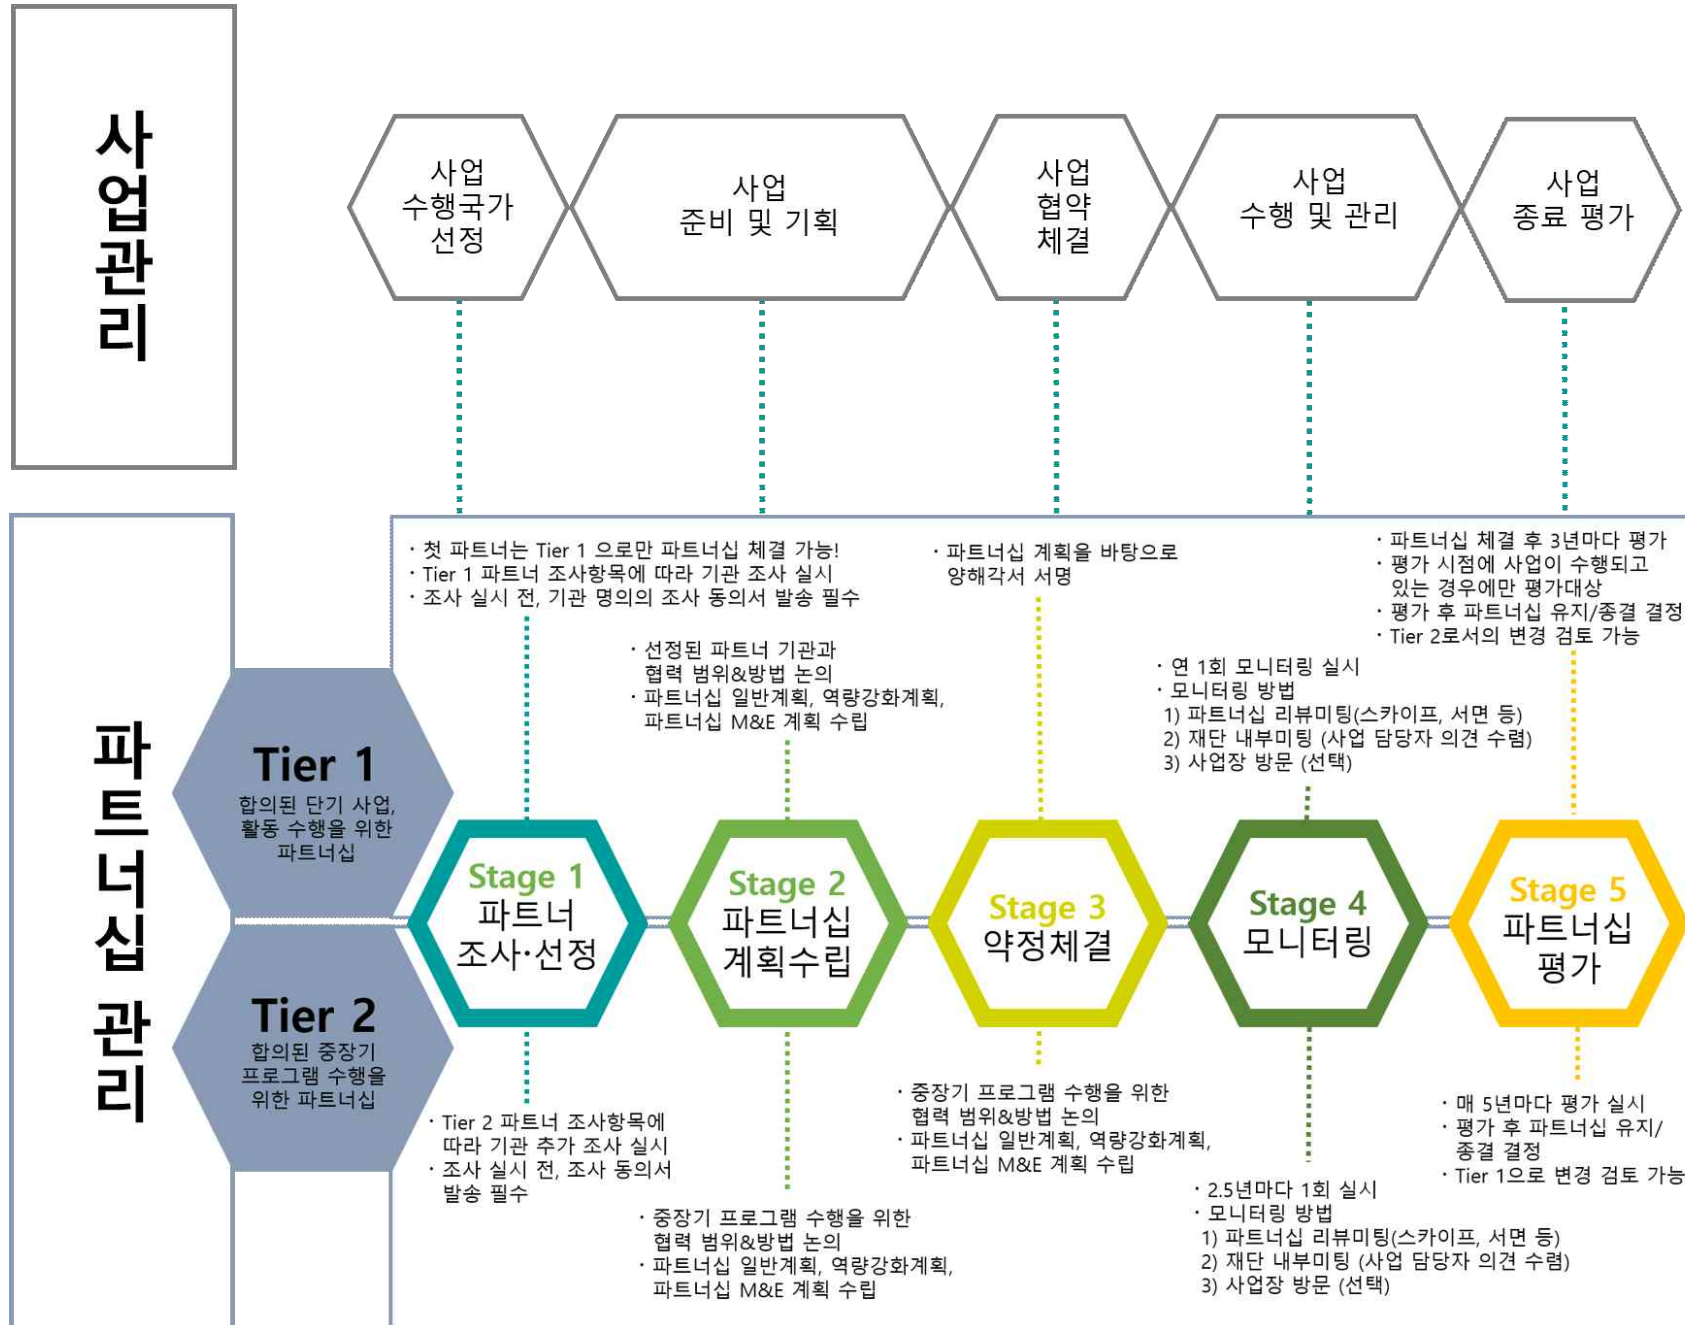 사업관리
사업
수행국가
선정
사업
준비 및 기획
사업
협약
체결
사업
수행 및 관리
사업
종료 평가
파트너십 관리
Tier 1
합의된 단기 사업,
활동 수행을 위한
파트너십
Tier 2
합의된 중장기
프로그램 수행을
위한 파트너십
· 첫 파트너는 Tier 1 으로만 파트너십 체결 가능!
· Tier 1 파트너 조사항목에 따라 기관 조사 실시
· 조사 실시 전, 기관 명의의 조사 동의서 발송 필수
· 선정된 파트너 기관과
협력 범위&방법 논의
· 파트너십 일반계획, 역량강화계획,
파트너십 M&E 계획 수립
· 파트너십 계획을 바탕으로
양해각서 서명
· 연 1회 모니터링 실시
· 모니터링 방법
1) 파트너십 리뷰미팅(스카이프, 서면 등)
2) 재단 내부미팅 (사업 담당자 의견 수렴)
3) 사업장 방문 (선택)
· 파트너십 체결 후 3년마다 평가
· 평가 시점에 사업이 수행되고
있는 경우에만 평가대상
· 평가 후 파트너십 유지/종결 결정
· Tier 2로서의 변경 검토 가능
Stage 1
파트너
조사·선정
Stage 2
파트너십
계획수립
Stage 3
약정체결
Stage 4
모니터링
Stage 5
파트너십
평가
· Tier 2 파트너 조사항목에
따라 기관 추가 조사 실시
· 조사 실시 전, 조사 동의서
발송 필수
· 중장기 프로그램 수행을 위한
협력 범위&방법 논의
· 파트너십 일반계획, 역량강화계획,
파트너십 M&E 계획 수립
· 중장기 프로그램 수행을 위한
협력 범위&방법 논의
· 파트너십 일반계획, 역량강화계획,
파트너십 M&E 계획 수립
· 2.5년마다 1회 실시
· 모니터링 방법
1) 파트너십 리뷰미팅(스카이프, 서면 등)
2) 재단 내부미팅 (사업 담당자 의견 수렴)
3) 사업장 방문 (선택)
· 매 5년마다 평가 실시
· 평가 후 파트너십 유지/
종결 결정
· Tier 1으로 변경 검토 가능